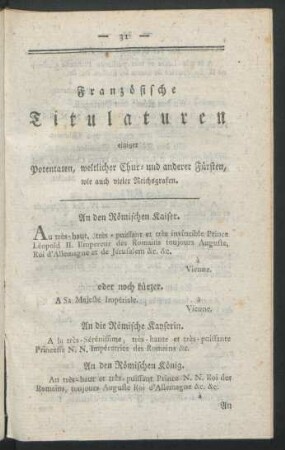 — 31 —
Französische
Titulaturen
einiger
Potentaten, weltlicher Chur- und anderer Fürsten,
wie auch vieler Reichsgrafen.
An den Römischen Kaiser.
Au très-haut, très-puissant et très invincible Prince
Léopold II. Empereur des Romains toujours Auguste,
Roi d'Allemagne et de Jérusalem &c. &c.
à
Vienne.
oder noch kürzer.
A Sa Majesté Impériale.
à
Vienne.
An die Römische Kayserin.
A la très-Sérénissime, très-haute et très-puissante
Princesse N. N. Impératrice des Romains &c.
An den Römischen König.
Au très-haut et très-puissant Prince N. N. Roi des
Romains, toujours Auguste Roi d'Allemagne &c. &c.
An